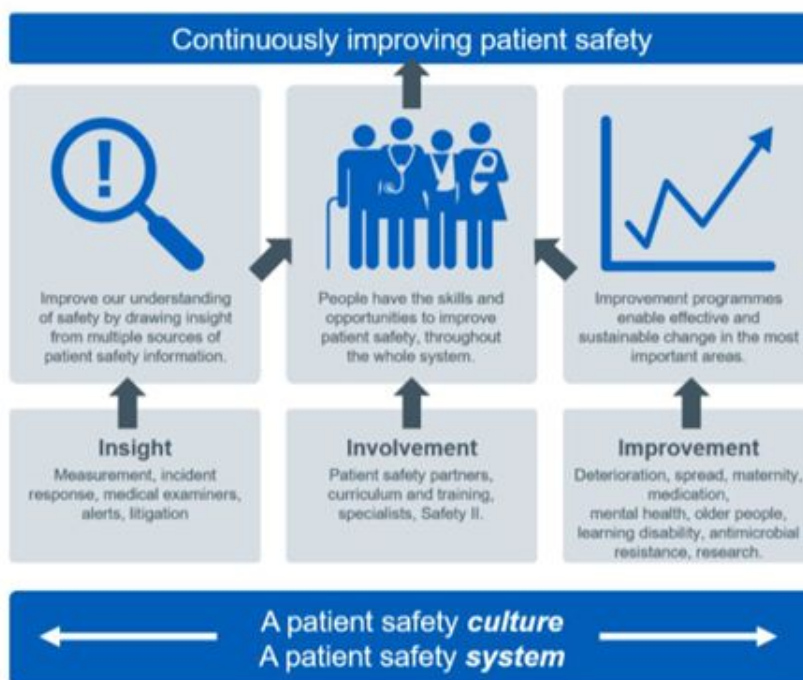 Continuously improving patient safety
!
Improve our understanding
of safety by drawing insight
from multiple sources of
patient safety information.
People have the skills and
opportunities to improve
patient safety, throughout
the whole system.
Improvement programmes
enable effective and
sustainable change in the most
important areas.
Insight
Measurement, incident
response, medical examiners,
alerts, litigation
Involvement
Patient safety partners,
curriculum and training,
specialists, Safety II.
Improvement
Deterioration, spread, maternity,
medication,
mental health, older people,
learning disability, antimicrobial
resistance, research.
A patient safety culture
A patient safety system